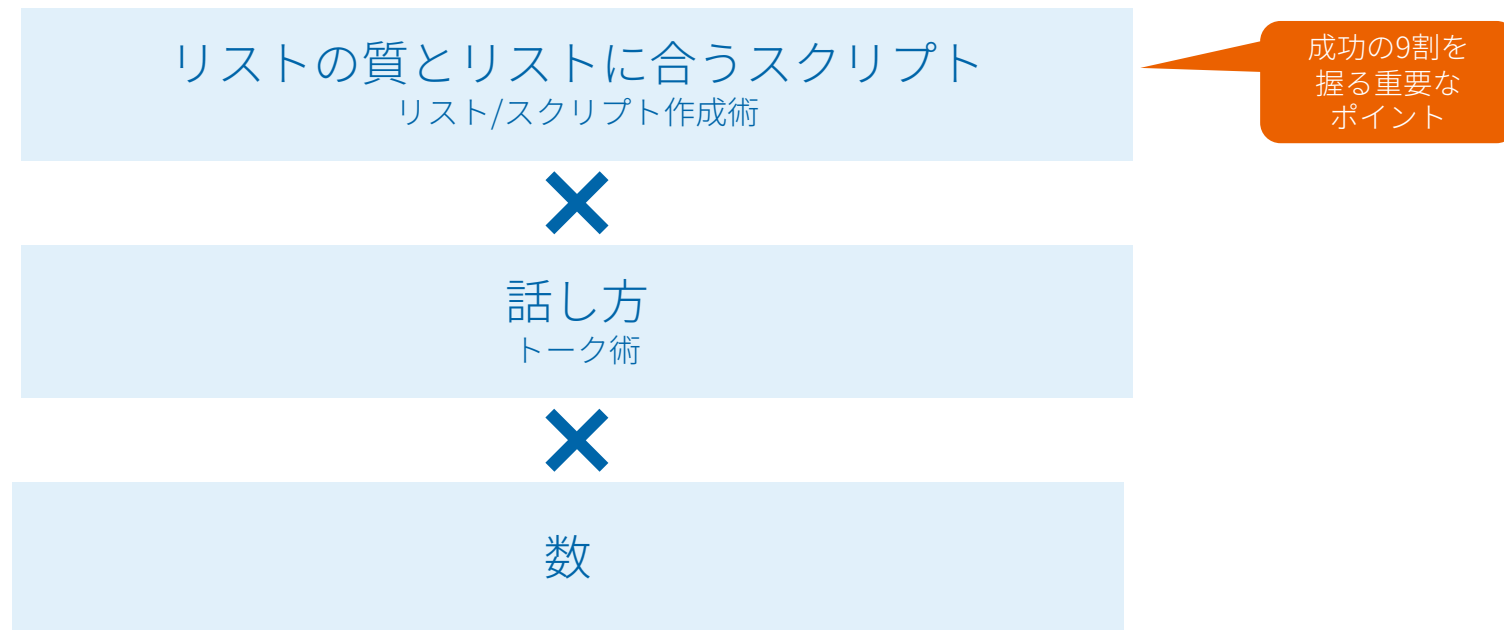 リストの質とリストに合うスクリプト
リスト/スクリプト作成術
成功の9割を
握る重要な
ポイント
話し方
トーク術
数